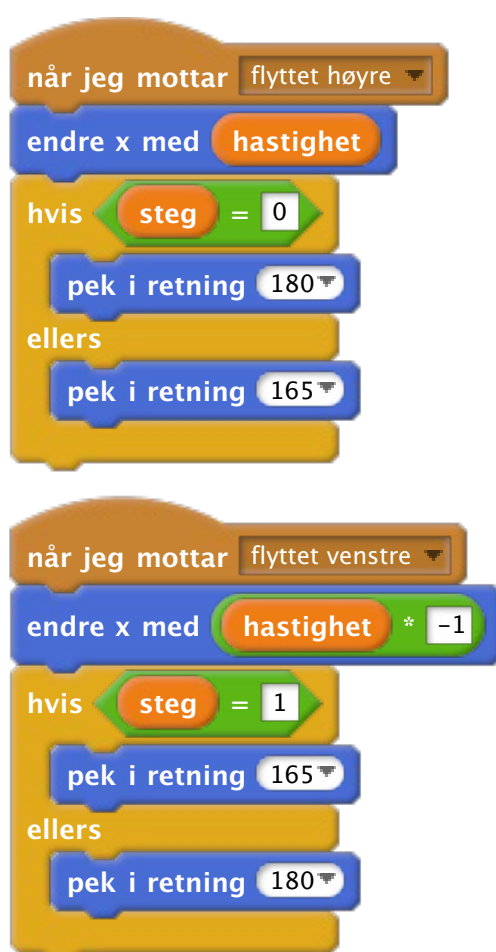 når jeg mottar flyttet høyre
endre x med hastighet
hvis steg = 0
pek i retning 180
ellers
pek i retning 165
når jeg mottar flyttet venstre
endre x med hastighet * -1
hvis steg = 1
pek i retning 165
ellers
pek i retning 180